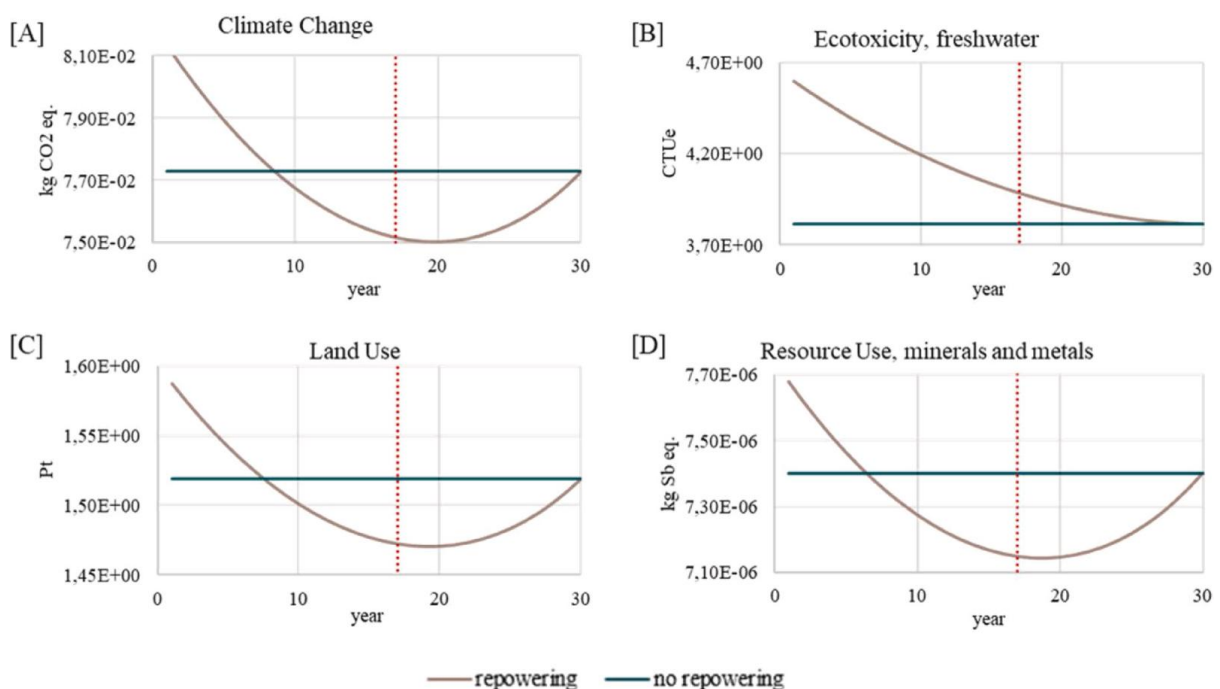 [A]
Climate Change
8,10E-02
7,90E-02
7,70E-02
7,50E-02
kg CO2 eq.
0 10 20 30
year
[B]
Ecotoxicity, freshwater
4,70E+00
4,20E+00
3,70E+00
CTUe
0 10 20 30
year
[C]
Land Use
1,60E+00
1,55E+00
1,50E+00
1,45E+00
Pt
0 10 20 30
year
[D]
Resource Use, minerals and metals
7,70E-06
7,50E-06
7,30E-06
7,10E-06
kg Sb eq.
0 10 20 30
year
repowering no repowering